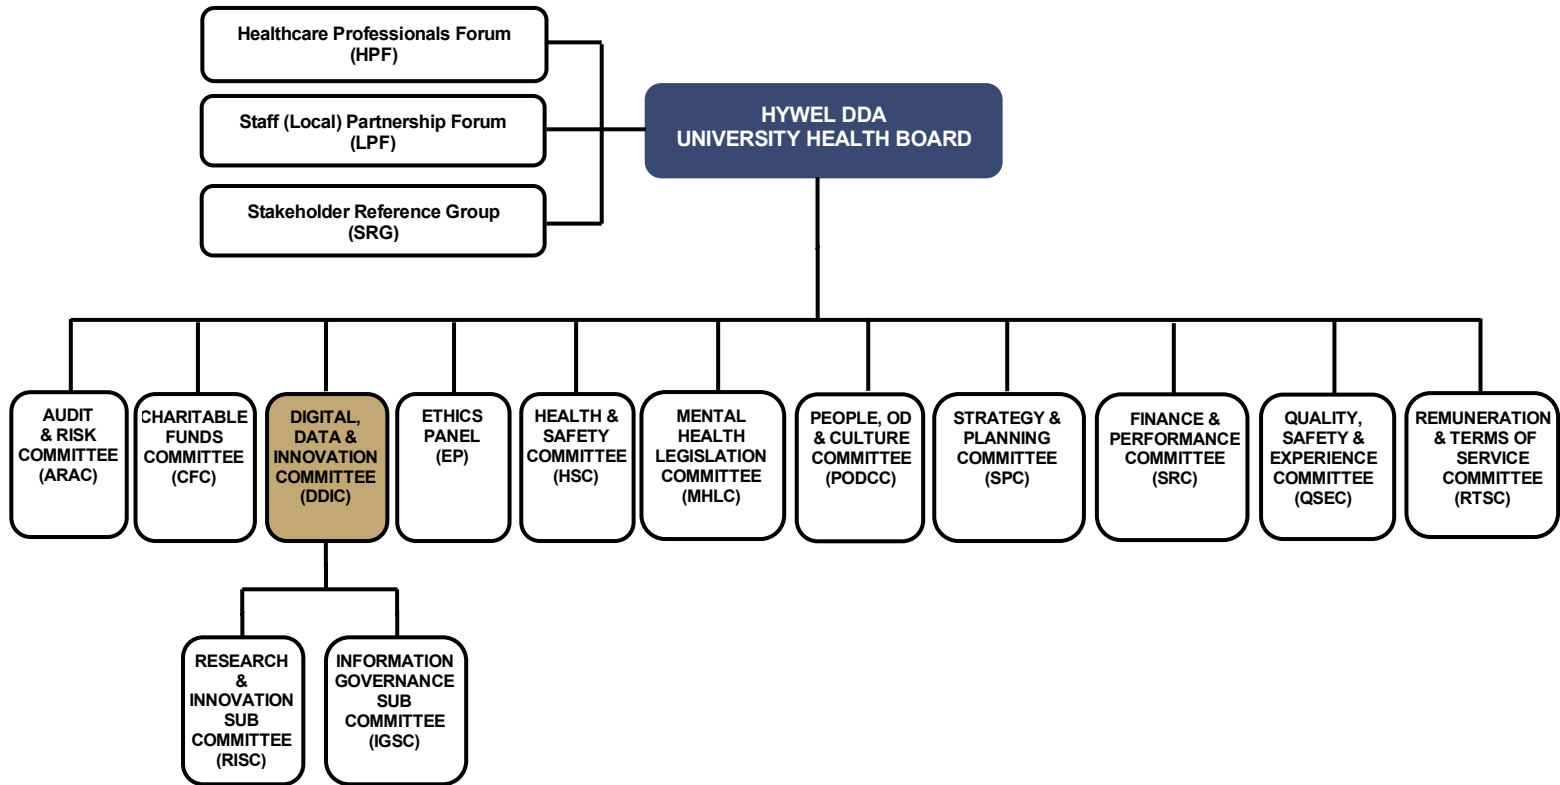 Healthcare Professionals Forum
(HPF)
Staff (Local) Partnership Forum
(LPF)
Stakeholder Reference Group
(SRG)
HYWEL DDA
UNIVERSITY HEALTH BOARD
AUDIT
& RISK
COMMITTEE
(ARAC)
CHARITABLE
FUNDS
COMMITTEE
(CFC)
DIGITAL,
DATA &
INNOVATION
COMMITTEE
(DDIC)
ETHICS
PANEL
(EP)
HEALTH &
SAFETY
COMMITTEE
(HSC)
MENTAL
HEALTH
LEGISLATION
COMMITTEE
(MHLC)
PEOPLE, OD
& CULTURE
COMMITTEE
(PODCC)
STRATEGY &
PLANNING
COMMITTEE
(SPC)
FINANCE &
PERFORMANCE
COMMITTEE
(SRC)
QUALITY,
SAFETY &
EXPERIENCE
COMMITTEE
(QSEC)
REMUNERATION
& TERMS OF
SERVICE
COMMITTEE
(RTSC)
RESEARCH
&
INNOVATION
SUB
COMMITTEE
(RISC)
INFORMATION
GOVERNANCE
SUB
COMMITTEE
(IGSC)